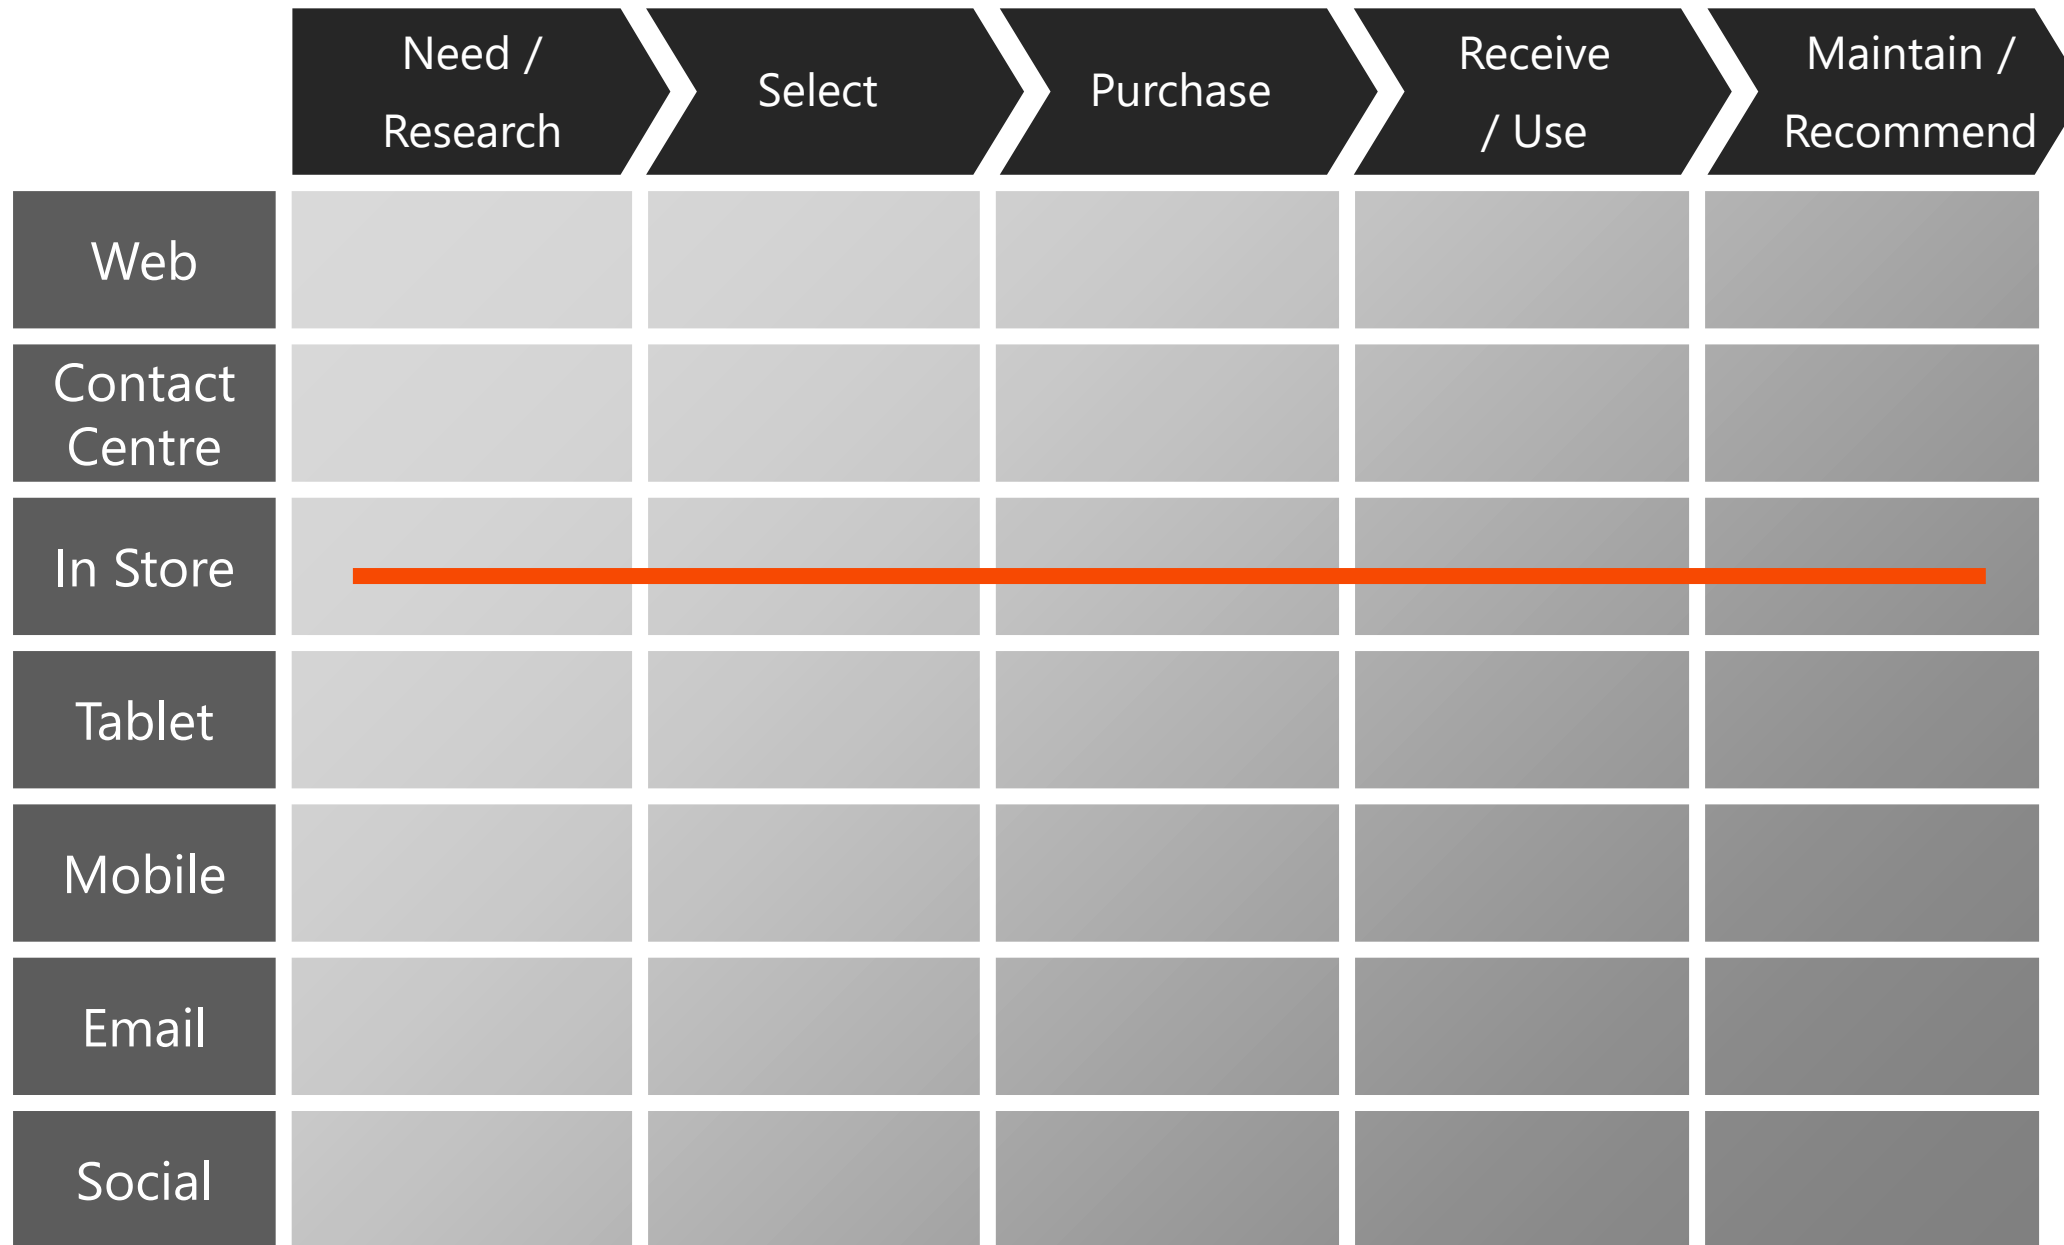 Need /
Research
Select
Purchase
Receive
/ Use
Maintain /
Recommend
Web
Contact
Centre
In Store
Tablet
Mobile
Email
Social